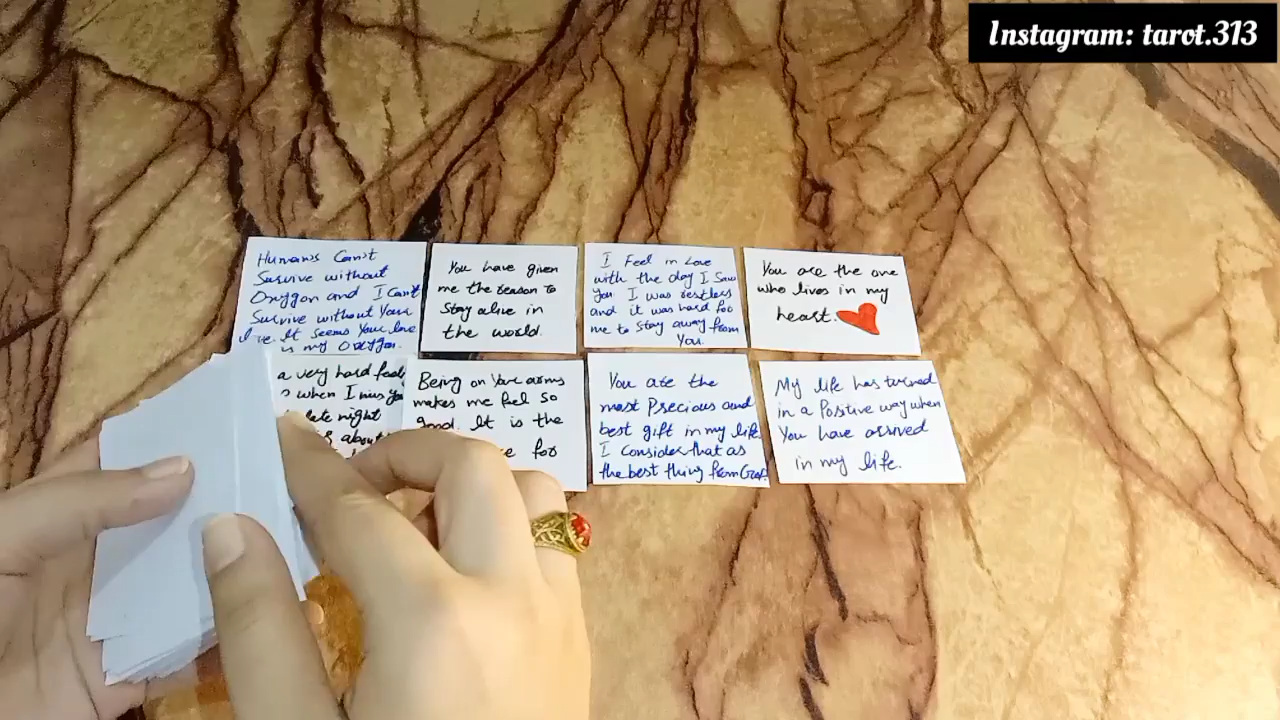 Instagram: tarot.313
Humans Can't
Survive without
Oxygon and I Can't
Survive without Your
It seems Your love
is my Oxygon.
You have given
me the reason to
Stay alive in
the world.
I Feel in Love
with the day I Saw
you I was restless
and it was hard for
me to Stay away from
You.
You are the one
who lives in my
heart.
a very hard
when I miss you
late night
Being on Your arms
makes me feel So
good. It is the
for
You are the
most Precious and
best gift in my life.
I Consider that as
the best thing from God.
My life has turned
in a Positive way when
You have arrived
in my life.